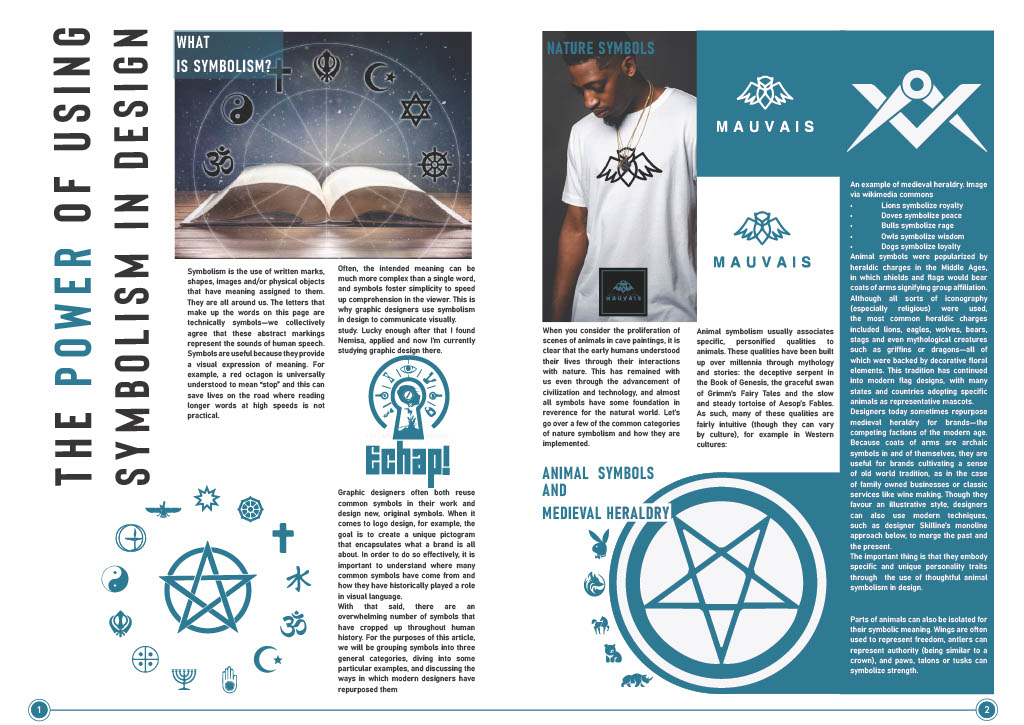 THE POWER OF USING
SYMBOLISM IN DESIGN
WHAT
IS SYMBOLISM?
Symbolism is the use of written marks,
shapes, images and/or physical objects
that have meaning assigned to them.
They are all around us. The letters that
make up the words on this page are
technically symbols—we collectively
agree that these abstract markings
represent the sounds of human speech.
Symbols are useful because they provide
a visual expression of meaning. For
example, a red octagon is universally
understood to mean “stop” and this can
save lives on the road where reading
longer words at high speeds is not
practical.
Often, the intended meaning can be
much more complex than a single word,
and symbols foster simplicity to speed
up comprehension in the viewer. This is
why graphic designers use symbolism
in design to communicate visually.
study. Lucky enough after that I found
Nemisa, applied and now I'm currently
studying graphic design there.
Echap!
Graphic designers often both reuse
common symbols in their work and
design new, original symbols. When it
comes to logo design, for example, the
goal is to create a unique pictogram
that encapsulates what a brand is all
about. In order to do so effectively, it is
important to understand where many
common symbols have come from and
how they have historically played a role
in visual language.
With that said, there are an
overwhelming number of symbols that
have cropped up throughout human
history. For the purposes of this article,
we will be grouping symbols into three
general categories, diving into some
particular examples, and discussing the
ways in which modern designers have
repurposed them
1
NATURE SYMBOLS
MAUVAIS
MAUVAIS
MAUVAIS
When you consider the proliferation of
scenes of animals in cave paintings, it is
clear that the early humans understood
their lives through their interactions
with nature. This has remained with
us even through the advancement of
civilization and technology, and almost
all symbols have some foundation in
reverence for the natural world. Let's
go over a few of the common categories
of nature symbolism and how they are
implemented.
Animal symbolism usually associates
specific, personified qualities to
animals. These qualities have been built
up over millennia through mythology
and stories: the deceptive serpent in
the Book of Genesis, the graceful swan
of Grimm's Fairy Tales and the slow
and steady tortoise of Aesop's Fables.
As such, many of these qualities are
fairly intuitive (though they can vary
by culture), for example in Western
cultures:
ANIMAL SYMBOLS
AND
MEDIEVAL HERALDRY
An example of medieval heraldry. Image
via wikimedia commons
• Lions symbolize royalty
• Doves symbolize peace
• Bulls symbolize rage
• Owls symbolize wisdom
• Dogs symbolize loyalty
Animal symbols were popularized by
heraldic charges in the Middle Ages,
in which shields and flags would bear
coats of arms signifying group affiliation.
Although all sorts of iconography
(especially religious) were used,
the most common heraldic charges
included lions, eagles, wolves, bears,
stags and even mythological creatures
such as griffins or dragons—all of
which were backed by decorative floral
elements. This tradition has continued
into modern flag designs, with many
states and countries adopting specific
animals as representative mascots.
Designers today sometimes repurpose
medieval heraldry for brands—the
competing factions of the modern age.
Because coats of arms are archaic
symbols in and of themselves, they are
useful for brands cultivating a sense
of old world tradition, as in the case
of family owned businesses or classic
services like wine making. Though they
favour an illustrative style, designers
can also use modern techniques,
such as designer Skilline's monoline
approach below, to merge the past and
the present.
The important thing is that they embody
specific and unique personality traits
through the use of thoughtful animal
symbolism in design.
Parts of animals can also be isolated for
their symbolic meaning. Wings are often
used to represent freedom, antlers can
represent authority (being similar to a
crown), and paws, talons or tusks can
symbolize strength.
2